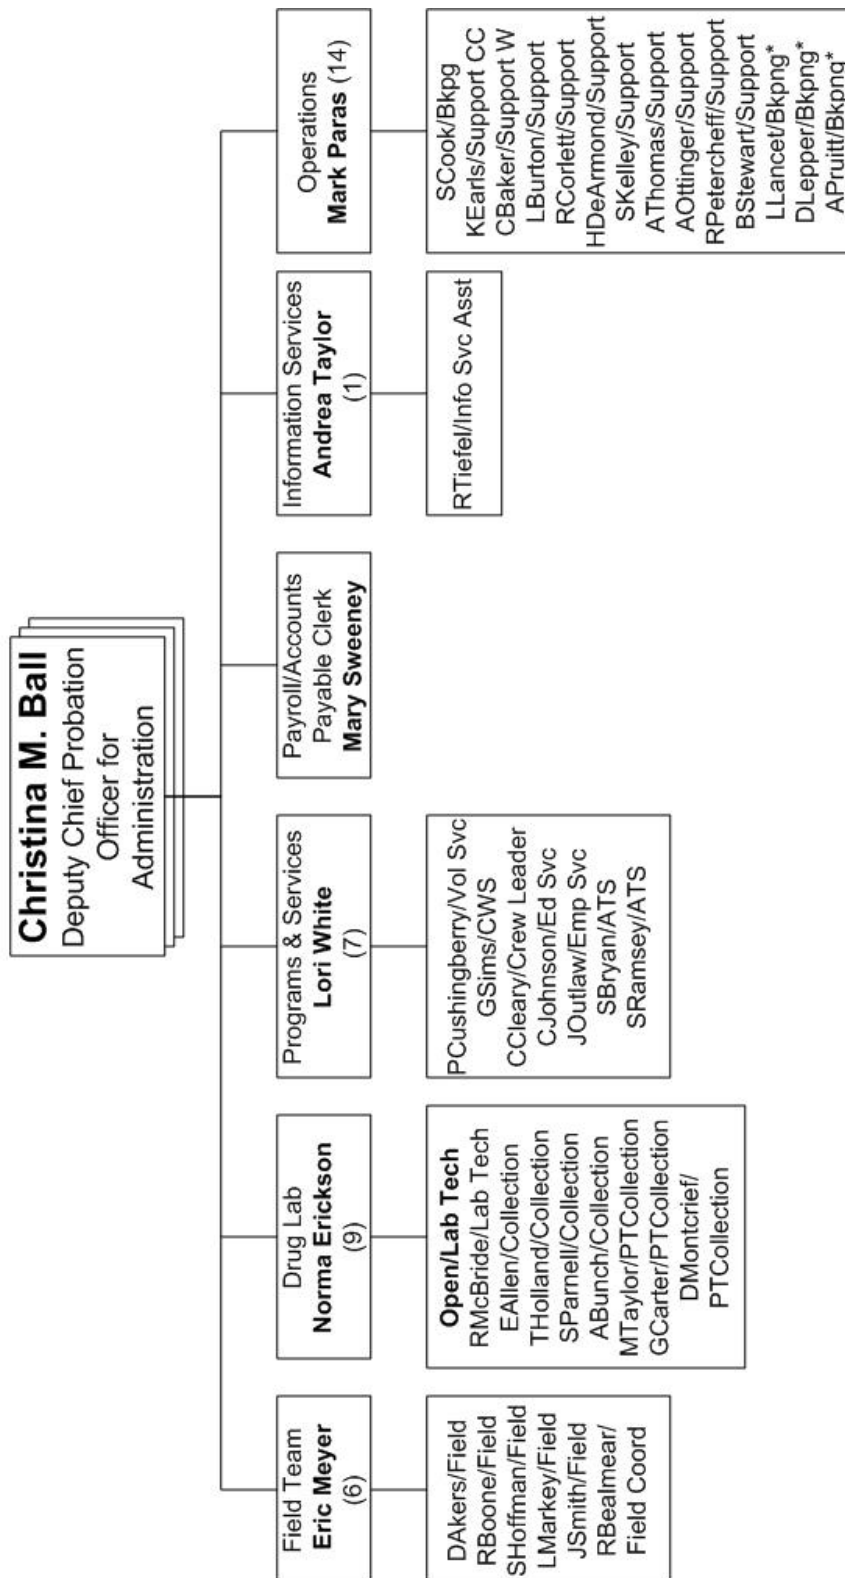 Christina M. Ball
Deputy Chief Probation
Officer for
Administration
Field Team
Eric Meyer
(6)
DAkers/Field
RBoone/Field
SHoffman/Field
LMarkey/Field
JSmith/Field
RBealmear/
Field Coord
Drug Lab
Norma Erickson
(9)
Open/Lab Tech
RMcBride/Lab Tech
EAllen/Collection
THolland/Collection
SParnell/Collection
ABunch/Collection
MTaylor/PTCollection
GCarter/PTCollection
DMontcrief/
PTCollection
Programs & Services
Lori White
(7)
PCushingberry/Vol Svc
GSims/CWS
CCleary/Crew Leader
CJohnson/Ed Svc
JOutlaw/Emp Svc
SBryan/ATS
SRamsey/ATS
Payroll/Accounts
Payable Clerk
Mary Sweeney
Information Services
Andrea Taylor
(1)
RTiefel/Info Svc Asst
Operations
Mark Paras (14)
SCook/Bkpg
KEarls/Support CC
CBaker/Support W
LBurton/Support
RCorlett/Support
HDeArmond/Support
SKelley/Support
AThomas/Support
AOttinger/Support
RPetercheff/Support
BStewart/Support
LLancet/Bkpng*
DLepper/Bkpng*
APruitt/Bkpng*